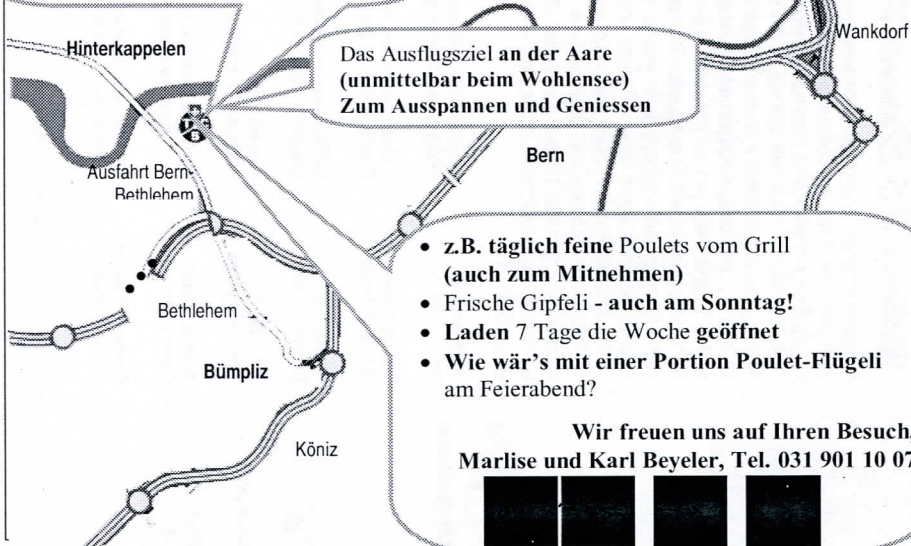 Hinterkappelen
Wankdorf
Das Ausflugsziel an der Aare
(unmittelbar beim Wohlensee)
Zum Ausspannen und Geniessen
Ausfahrt Bern-
Bethlehem
Bern
Bethlehem
Bümpliz
Köniz
• z.B. täglich feine Poulets vom Grill
(auch zum Mitnehmen)
• Frische Gipfeli - auch am Sonntag!
• Laden 7 Tage die Woche geöffnet
• Wie wär's mit einer Portion Poulet-Flügeli
am Feierabend?
Wir freuen uns auf Ihren Besuch.
Marlise und Karl Beyeler, Tel. 031 901 10 07